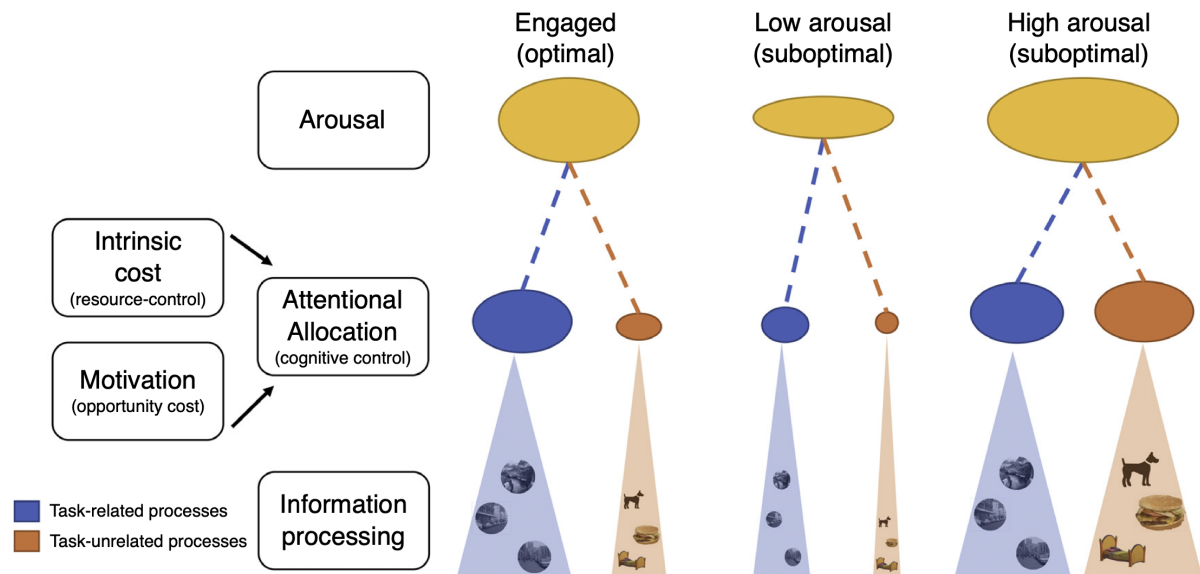 Engaged
(optimal)
Low arousal
(suboptimal)
High arousal
(suboptimal)
Arousal
Intrinsic
cost
(resource-control)
Attentional
Allocation
(cognitive control)
Motivation
(opportunity cost)
Information
processing
Task-related processes
Task-unrelated processes